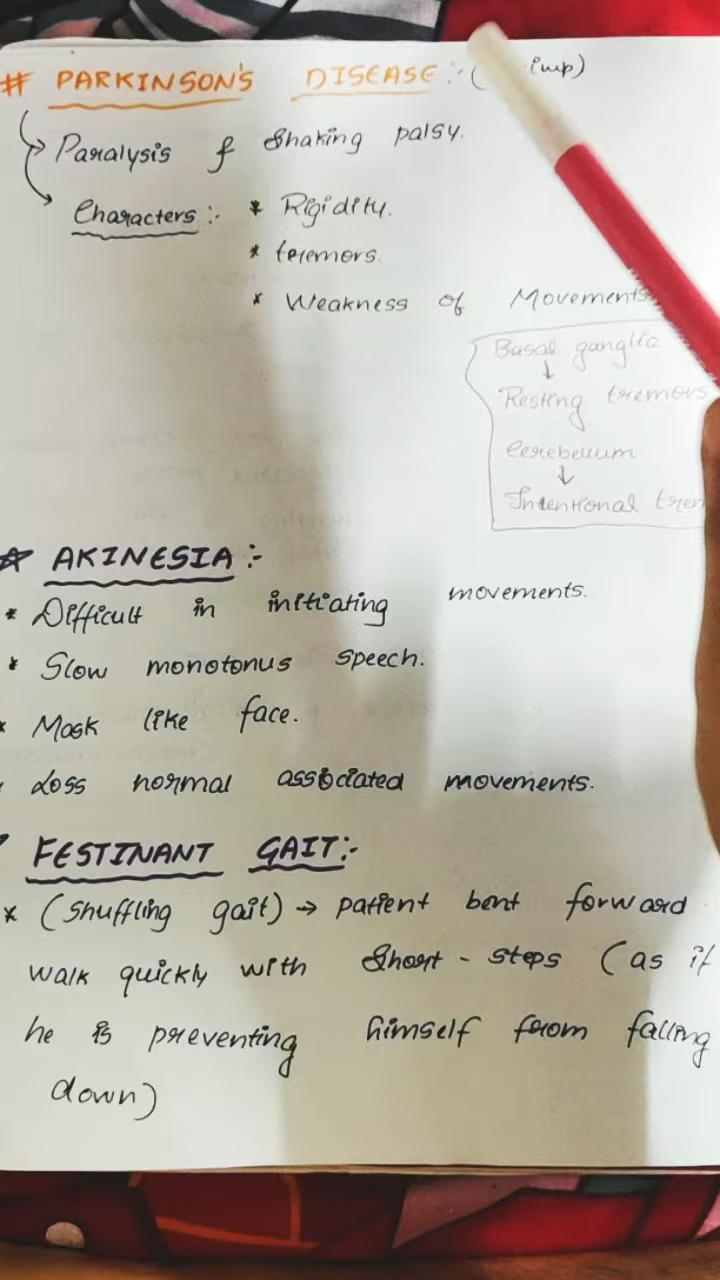 # PARKINSON'S DISEASE :- ( imp)
Paralysis & Shaking palsy.
Characters :- * Rigidity.
* teremors.
* Weakness of Movements
Basal ganglia
↓
Resting tremors
Cerebellum
↓
Intentional trem
☆ AKINESIA :-
* Difficult in initiating movements.
* Slow monotonus speech.
* Mask like face.
* Loss normal associated movements.
FESTINANT GAIT :-
* (Shuffling gait) → patient bent forward
walk quickly with Short - steps (as if
he is preventing himself from falling
down)